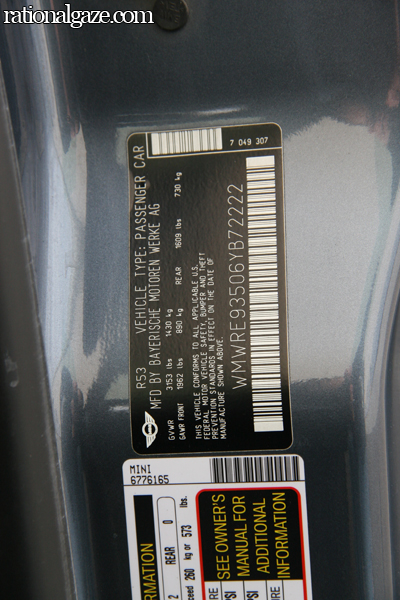 rationalgaze.com
7 049 307
R53 VEHICLE TYPE: PASSENGER CAR
MFD BY BAYERISCHE MOTOREN WERKE AG
GVWR 3153 lbs 1430 kg
GAWR FRONT 1962 lbs 890 kg REAR 1609 lbs 730 kg
THIS VEHICLE CONFORMS TO ALL APPLICABLE U.S.
FEDERAL MOTOR VEHICLE SAFETY, BUMPER AND THEFT
PREVENTION STANDARDS IN EFFECT ON THE DATE OF
MANUFACTURE SHOWN ABOVE.
WMWRE93506YB72222
MINI
6776165
2 REAR 0
exceed 260 kg or 573 lbs.
SEE OWNER'S
MANUAL FOR
ADDITIONAL
INFORMATION
PSI
PSI